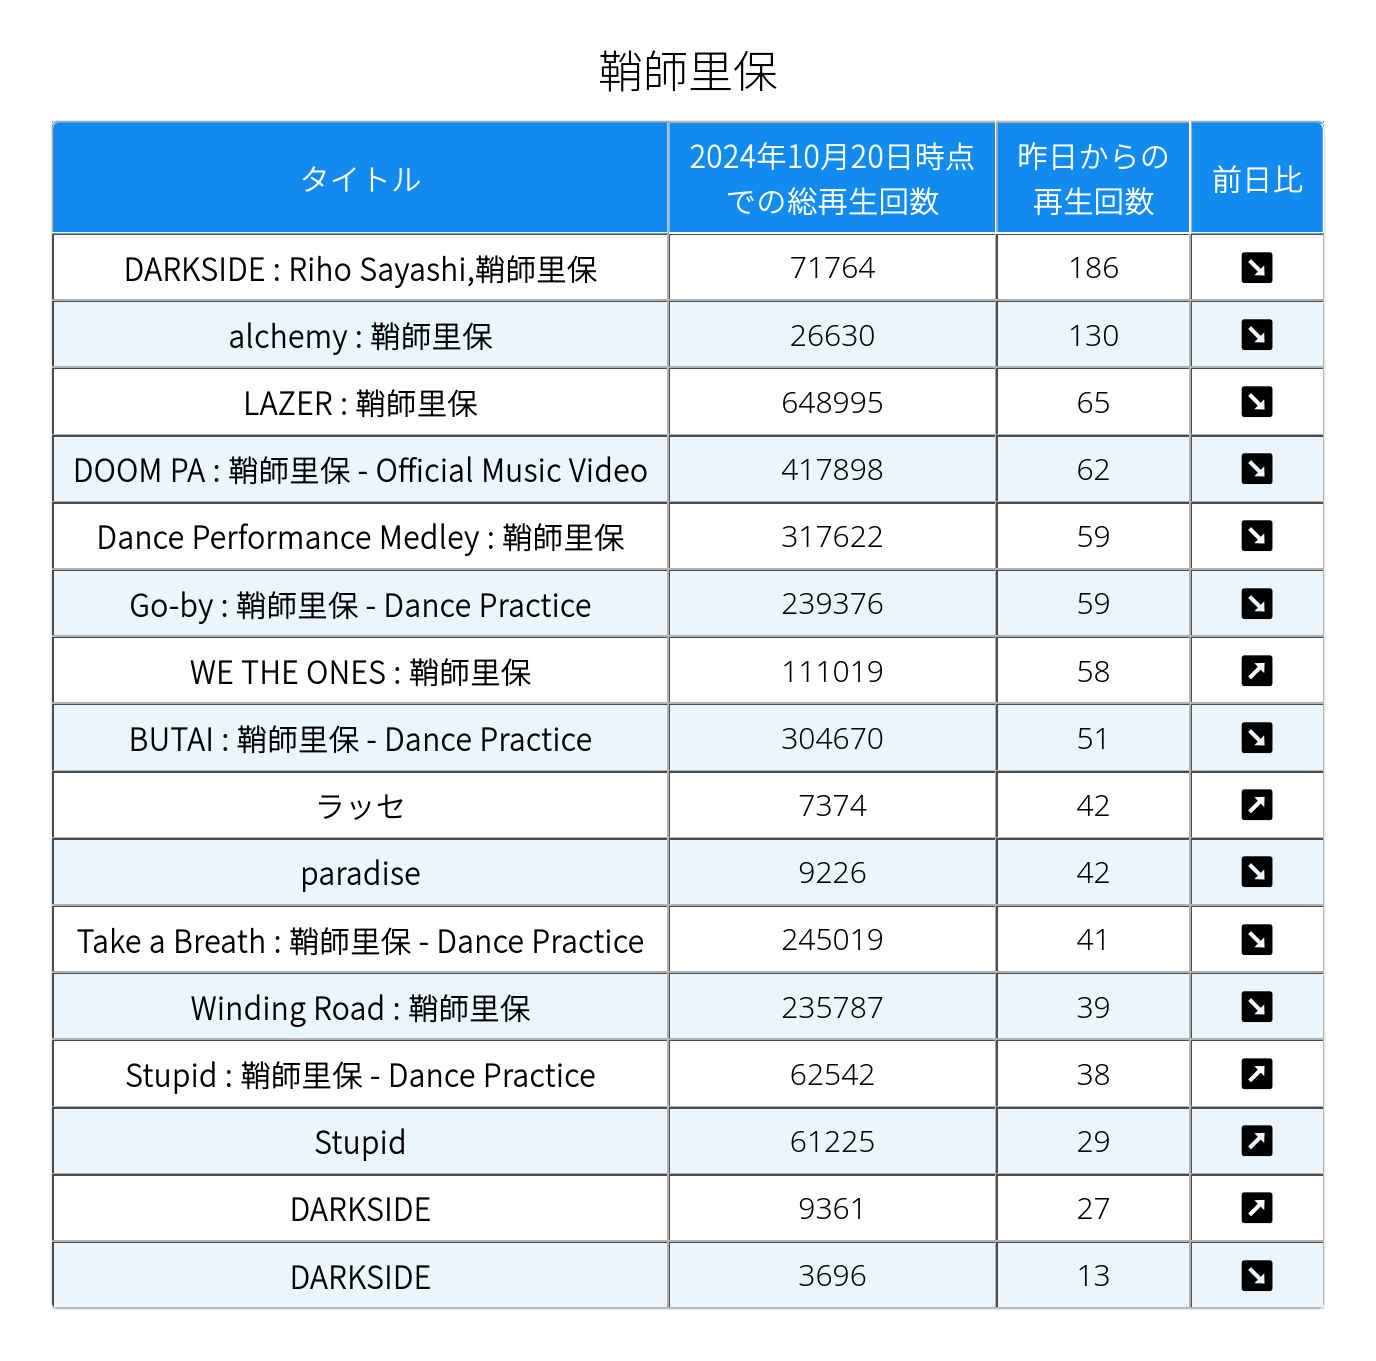 鞘師里保
タイトル 2024年10月20日時点での総再生回数 昨日からの再生回数 前日比
DARKSIDE : Riho Sayashi,鞘師里保 71764 186 ↘
alchemy : 鞘師里保 26630 130 ↘
LAZER : 鞘師里保 648995 65 ↘
DOOM PA : 鞘師里保 - Official Music Video 417898 62 ↘
Dance Performance Medley : 鞘師里保 317622 59 ↘
Go-by : 鞘師里保 - Dance Practice 239376 59 ↘
WE THE ONES : 鞘師里保 111019 58 ↗
BUTAI : 鞘師里保 - Dance Practice 304670 51 ↘
ラッセ 7374 42 ↗
paradise 9226 42 ↘
Take a Breath : 鞘師里保 - Dance Practice 245019 41 ↘
Winding Road : 鞘師里保 235787 39 ↘
Stupid : 鞘師里保 - Dance Practice 62542 38 ↗
Stupid 61225 29 ↗
DARKSIDE 9361 27 ↗
DARKSIDE 3696 13 ↘